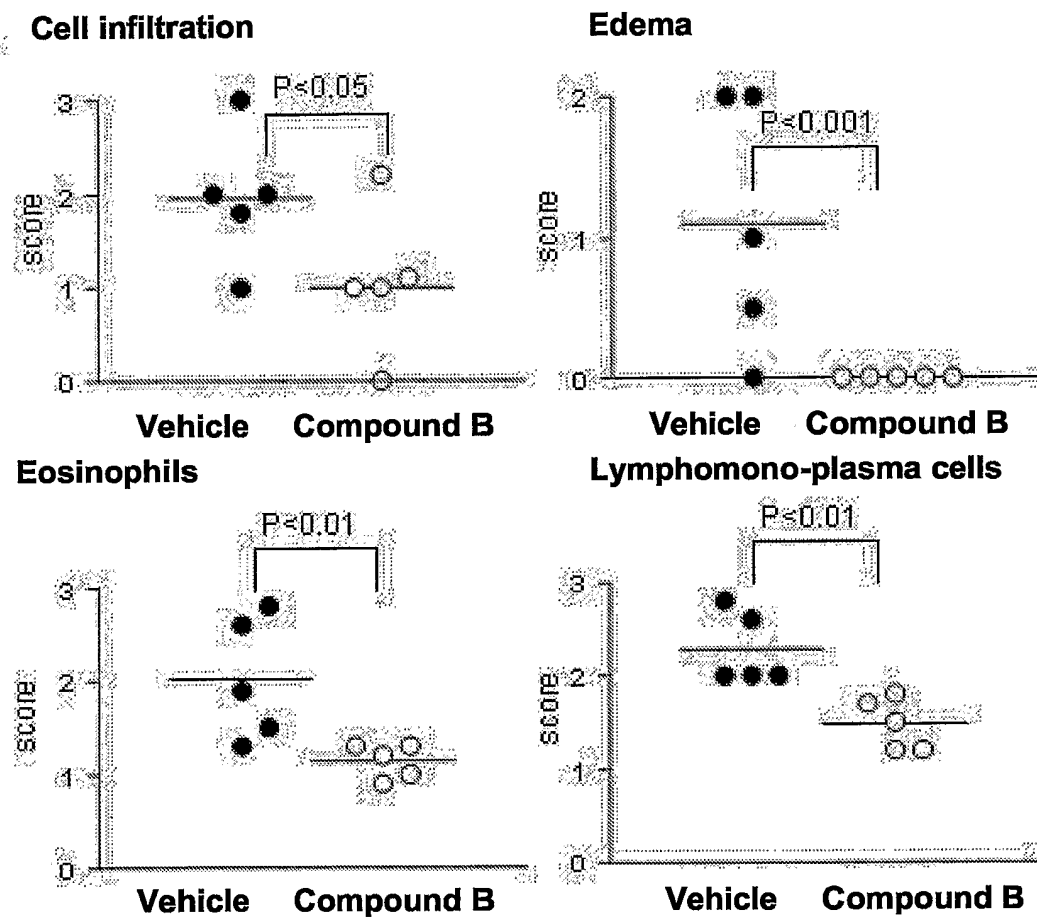 Cell infiltration
P<0.05
3
2
1
0
score
Vehicle Compound B
Edema
P<0.001
2
1
0
score
Vehicle Compound B
Eosinophils
P<0.01
3
2
1
0
score
Vehicle Compound B
Lymphomono-plasma cells
P<0.01
3
2
1
0
score
Vehicle Compound B